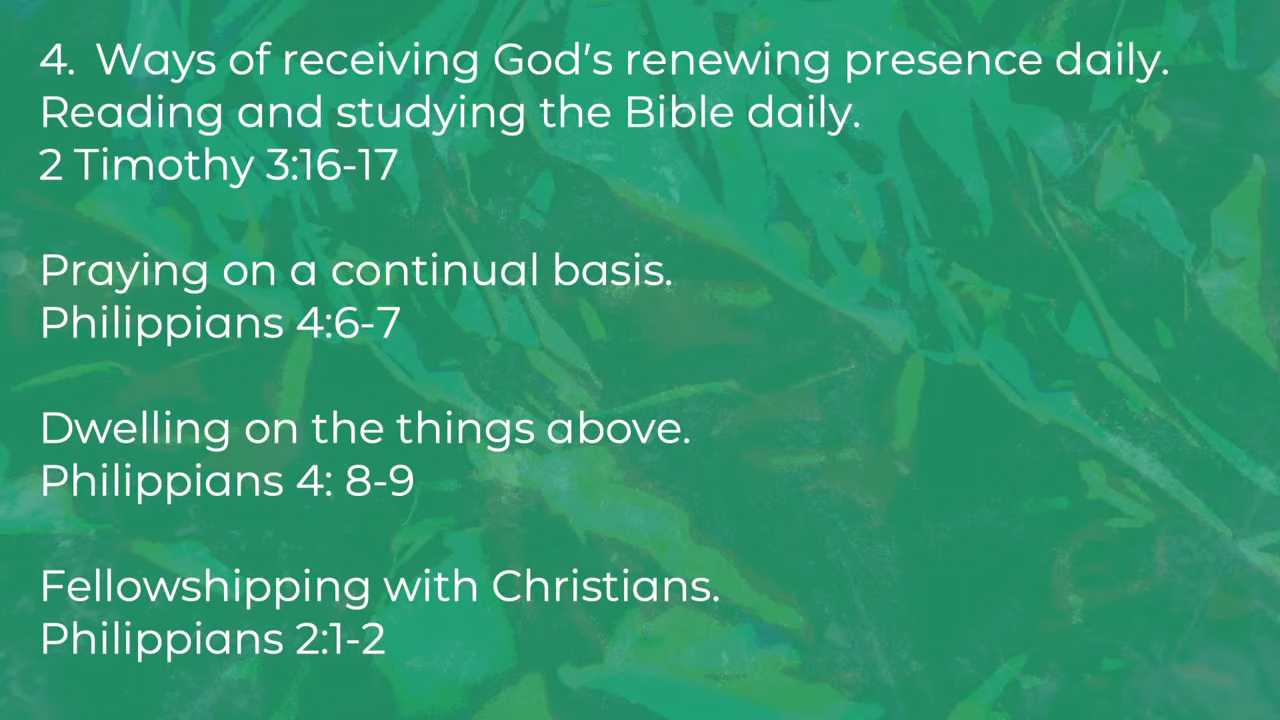 4. Ways of receiving God's renewing presence daily.
Reading and studying the Bible daily.
2 Timothy 3:16-17
Praying on a continual basis.
Philippians 4:6-7
Dwelling on the things above.
Philippians 4: 8-9
Fellowshipping with Christians.
Philippians 2:1-2